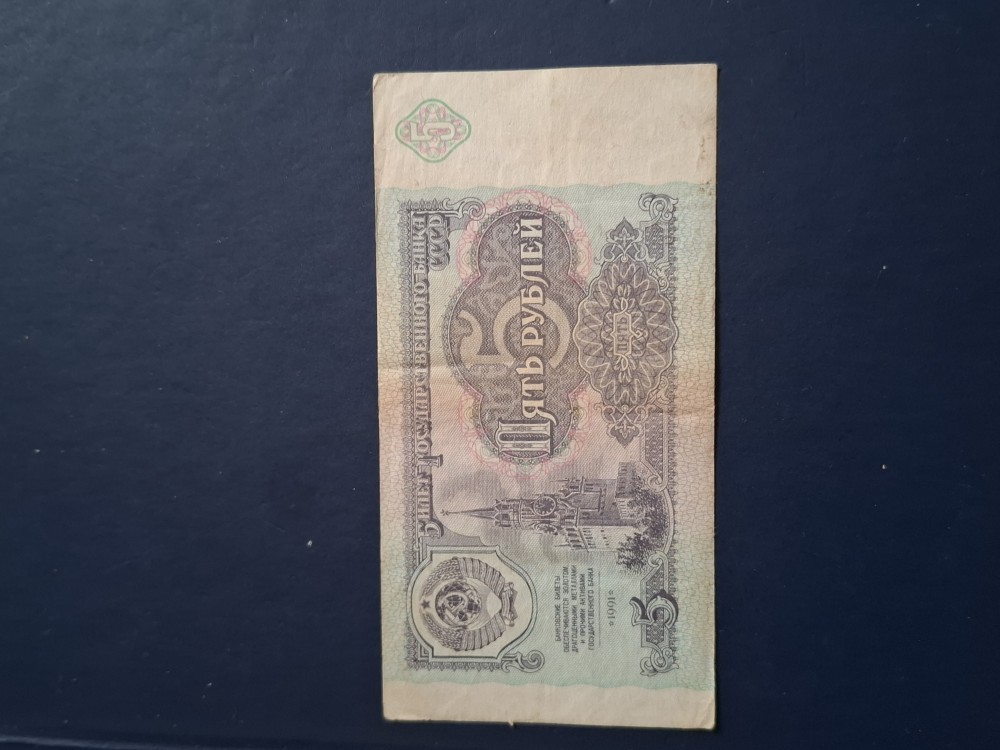 Билет Государственного Банка
СССР
5
5
Пять рублей
БАНКОВСКИЕ БИЛЕТЫ
ОБЕСПЕЧИВАЮТСЯ ЗОЛОТОМ,
ДРАГОЦЕННЫМИ МЕТАЛЛАМИ
И ПРОЧИМИ АКТИВАМИ
ГОСУДАРСТВЕННОГО БАНКА
*1991*
5
ПЯТЬ